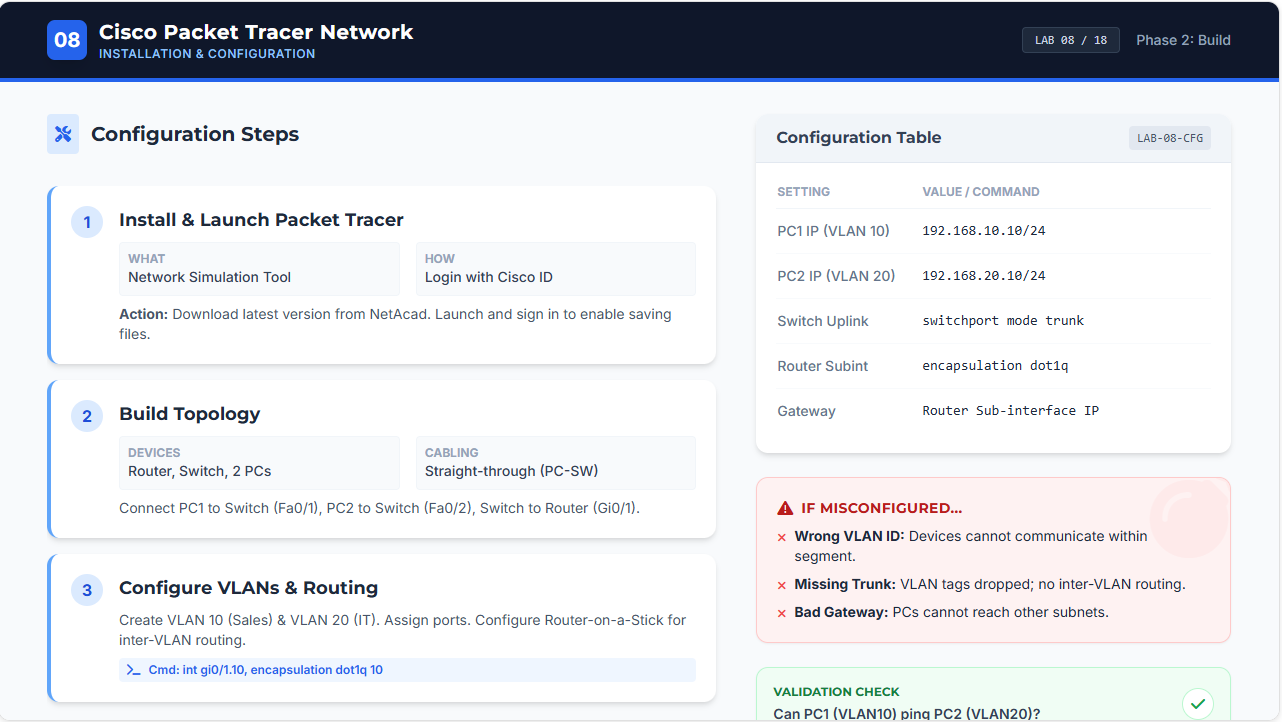 08
Cisco Packet Tracer Network
INSTALLATION & CONFIGURATION
LAB 08 / 18
Phase 2: Build
Configuration Steps
1
Install & Launch Packet Tracer
WHAT
Network Simulation Tool
HOW
Login with Cisco ID
Action: Download latest version from NetAcad. Launch and sign in to enable saving
files.
2
Build Topology
DEVICES
Router, Switch, 2 PCs
CABLING
Straight-through (PC-SW)
Connect PC1 to Switch (Fa0/1), PC2 to Switch (Fa0/2), Switch to Router (Gi0/1).
3
Configure VLANs & Routing
Create VLAN 10 (Sales) & VLAN 20 (IT). Assign ports. Configure Router-on-a-Stick for
inter-VLAN routing.
Cmd: int gi0/1.10, encapsulation dot1q 10
Configuration Table
LAB-08-CFG
SETTING VALUE / COMMAND
PC1 IP (VLAN 10) 192.168.10.10/24
PC2 IP (VLAN 20) 192.168.20.10/24
Switch Uplink switchport mode trunk
Router Subint encapsulation dot1q
Gateway Router Sub-interface IP
IF MISCONFIGURED...
Wrong VLAN ID: Devices cannot communicate within
segment.
Missing Trunk: VLAN tags dropped; no inter-VLAN routing.
Bad Gateway: PCs cannot reach other subnets.
VALIDATION CHECK
Can PC1 (VLAN10) ping PC2 (VLAN20)?